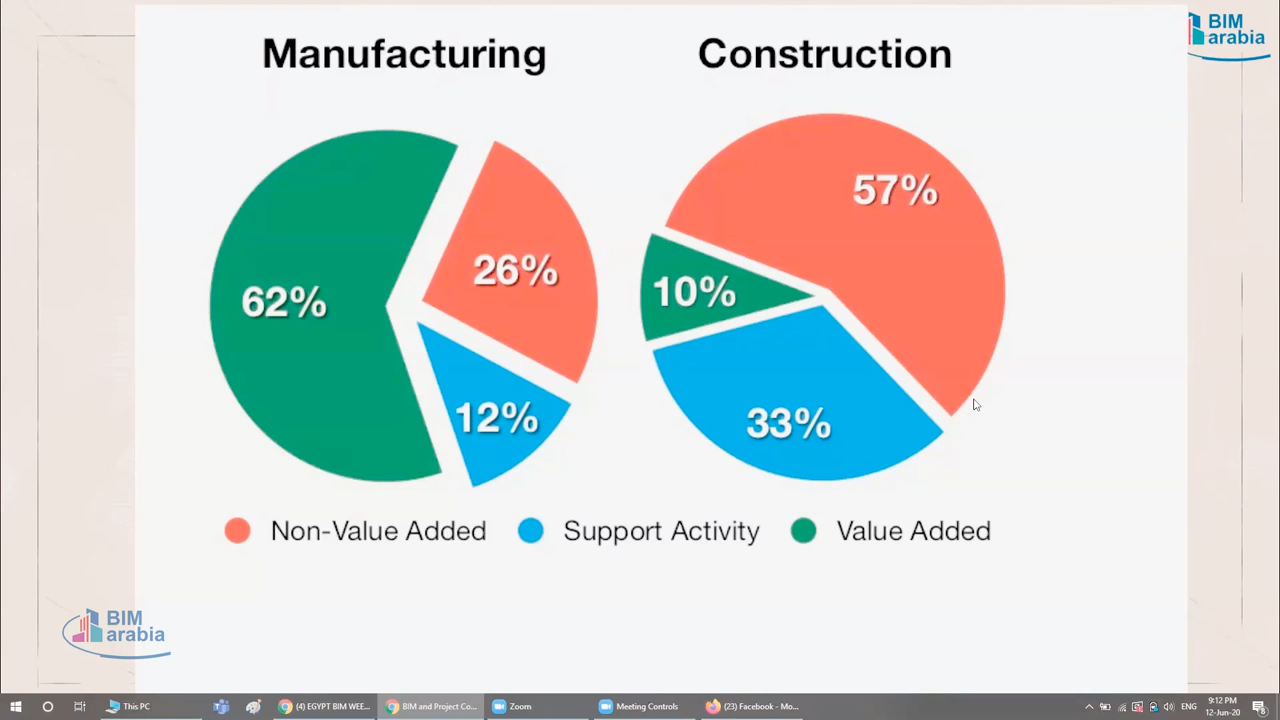 Manufacturing
Construction
BIM
arabia
62%
26%
12%
57%
10%
33%
Non-Value Added
Support Activity
Value Added
BIM
arabia
This PC
(4) EGYPT BIM WEE...
BIM and Project Co...
Zoom
Meeting Controls
(23) Facebook - Mo...
ENG
9:12 PM
12-Jun-20